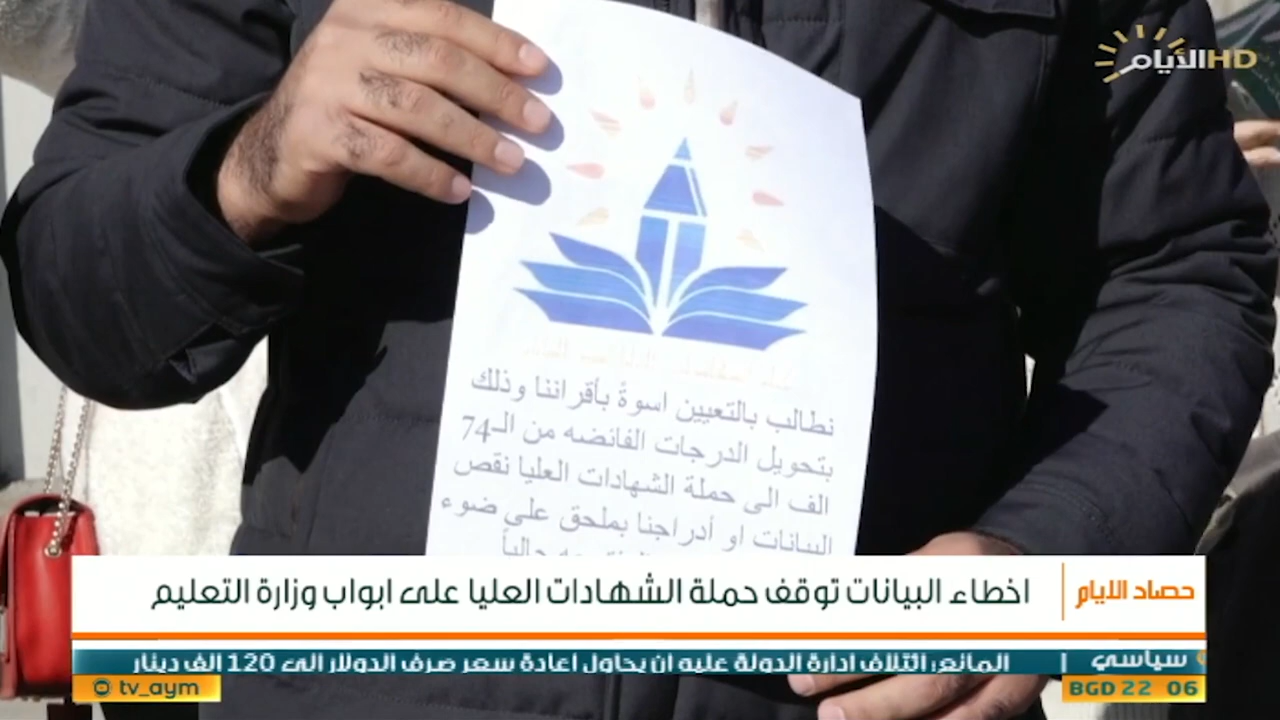 الأيام HD
نطالب بالتعيين اسوةً بأقراننا وذلك
بتحويل الدرجات الفائضه من الـ74
الف الى حملة الشهادات العليا نقص
البيانات او أدراجنا بملحق على ضوء
حالياً
حصاد الايام
اخطاء البيانات توقف حملة الشهادات العليا على ابواب وزارة التعليم
سياسي | المانع: ائتلاف ادارة الدولة عليه ان يحاول اعادة سعر صرف الدولار الى 120 الف دينار
tv_aym
BGD 22 06